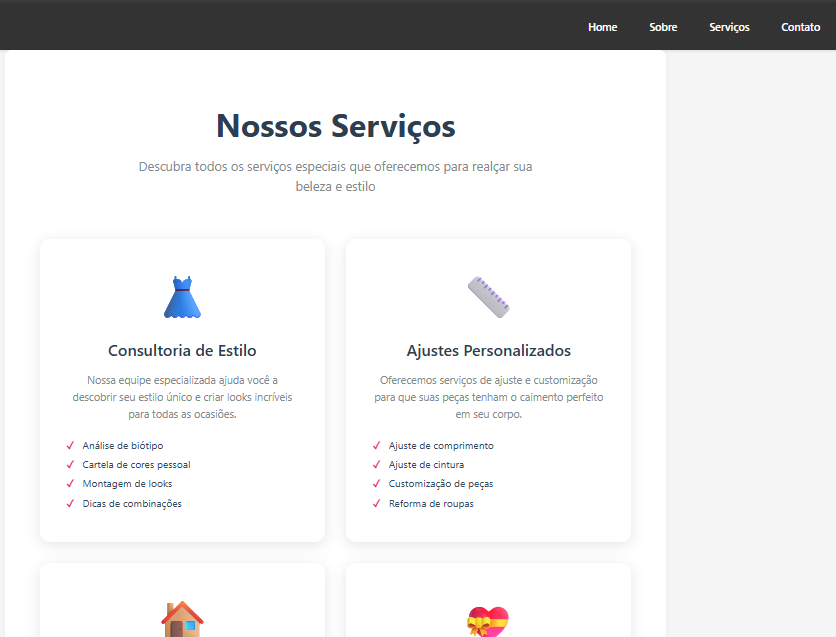 Home Sobre Serviços Contato
Nossos Serviços
Descubra todos os serviços especiais que oferecemos para realçar sua
beleza e estilo
Consultoria de Estilo
Nossa equipe especializada ajuda você a
descobrir seu estilo único e criar looks incríveis
para todas as ocasiões.
✓ Análise de biótipo
✓ Cartela de cores pessoal
✓ Montagem de looks
✓ Dicas de combinações
Ajustes Personalizados
Oferecemos serviços de ajuste e customização
para que suas peças tenham o caimento perfeito
em seu corpo.
✓ Ajuste de comprimento
✓ Ajuste de cintura
✓ Customização de peças
✓ Reforma de roupas